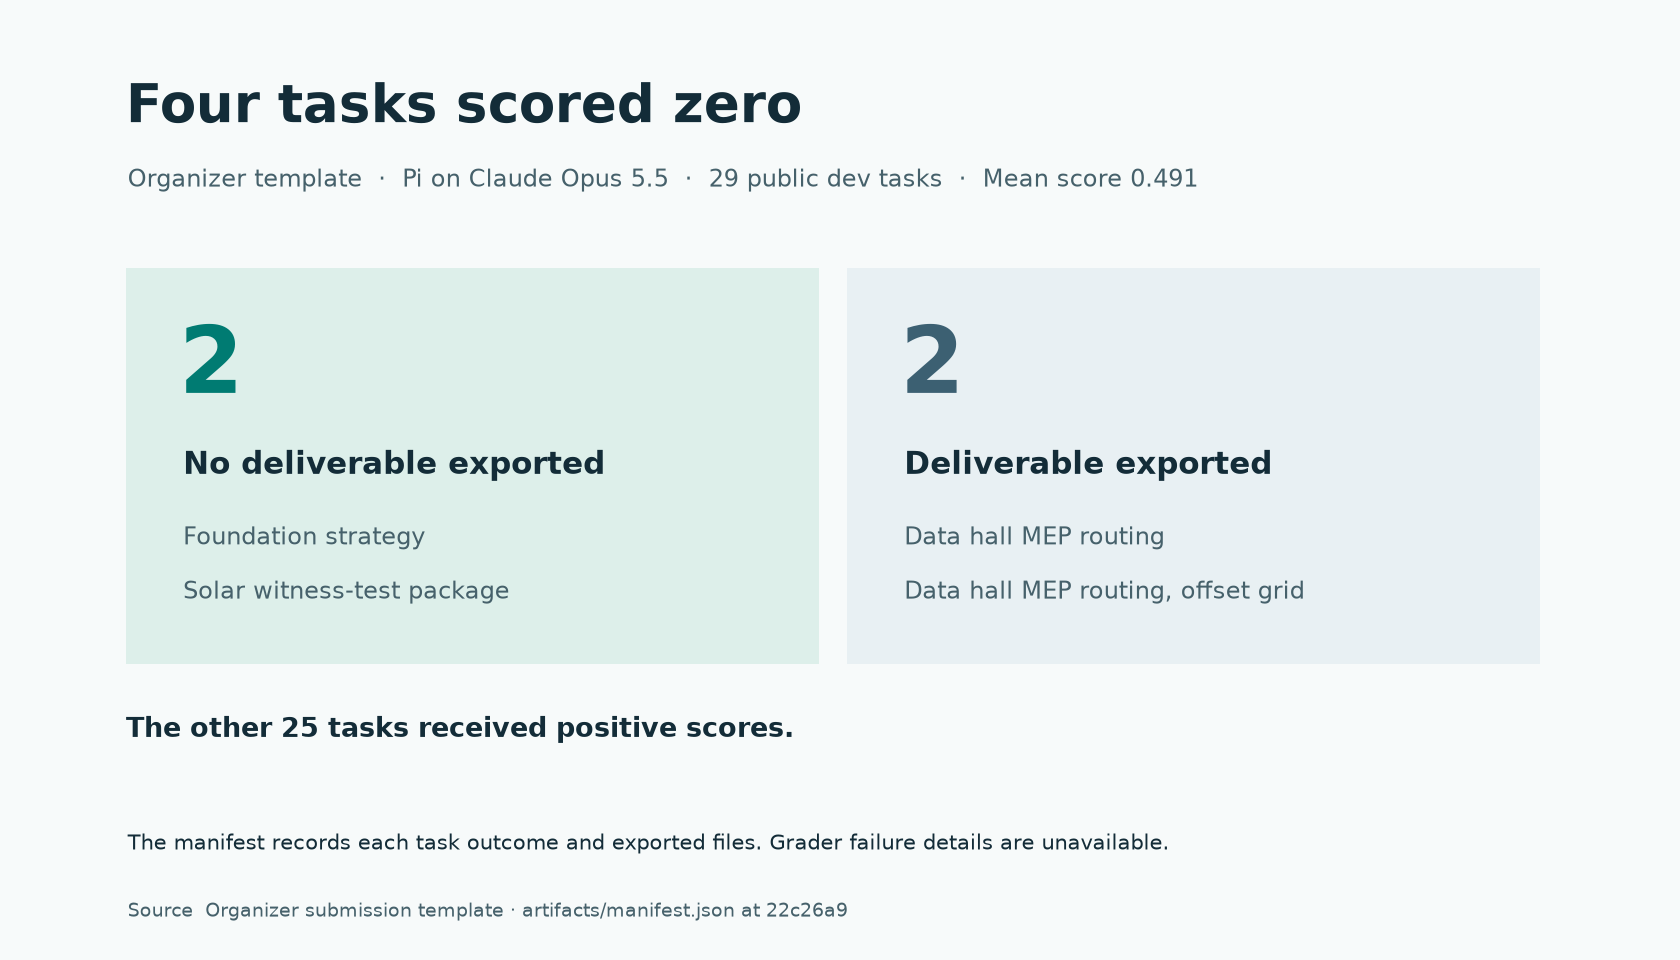 Four tasks scored zero
Organizer template · Pi on Claude Opus 5.5 · 29 public dev tasks · Mean score 0.491
2
No deliverable exported
Foundation strategy
Solar witness-test package
2
Deliverable exported
Data hall MEP routing
Data hall MEP routing, offset grid
The other 25 tasks received positive scores.
The manifest records each task outcome and exported files. Grader failure details are unavailable.
Source  Organizer submission template · artifacts/manifest.json at 22c26a9